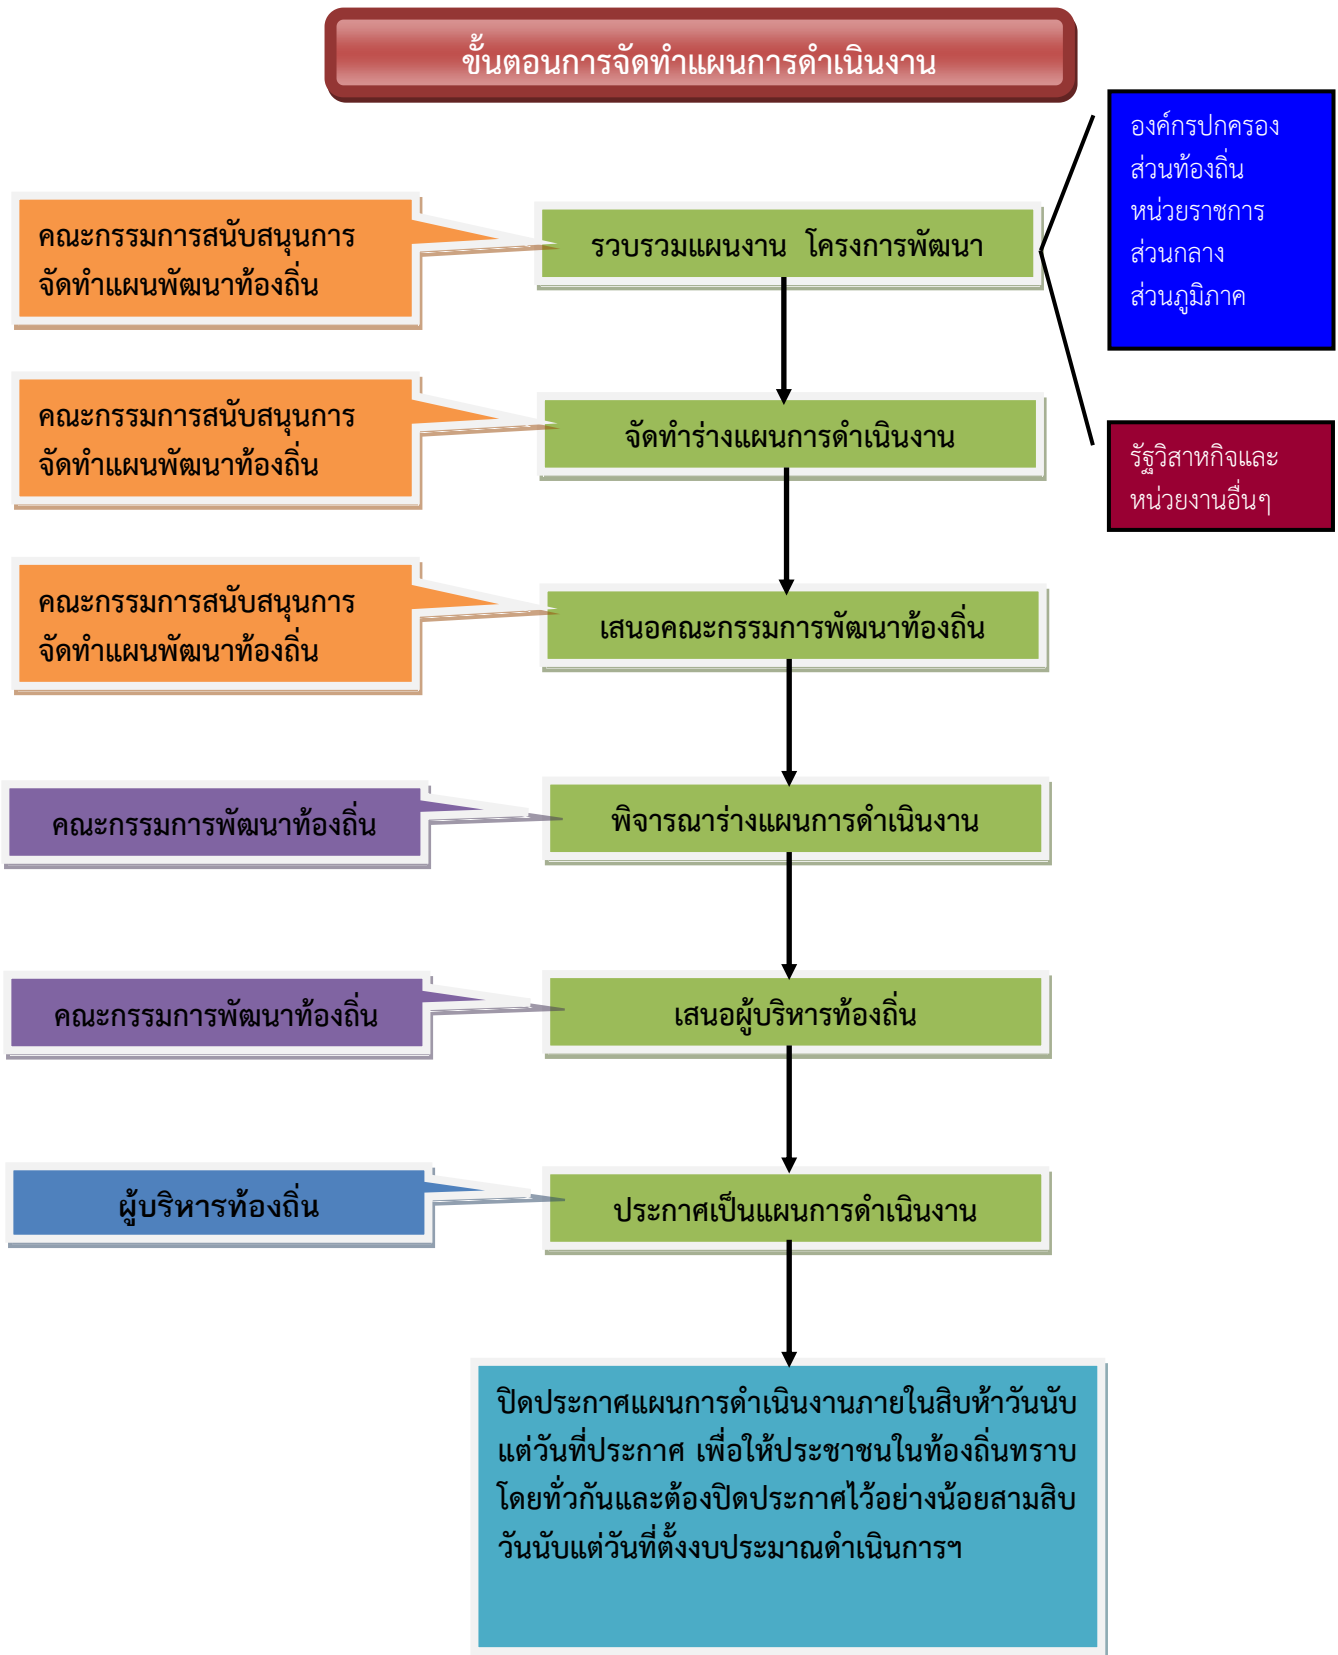 ขั้นตอนการจัดทำแผนการดำเนินงาน
องค์กรปกครอง
ส่วนท้องถิ่น
หน่วยราชการ
ส่วนกลาง
ส่วนภูมิภาค
คณะกรรมการสนับสนุนการ
จัดทำแผนพัฒนาท้องถิ่น
รวบรวมแผนงาน โครงการพัฒนา
คณะกรรมการสนับสนุนการ
จัดทำแผนพัฒนาท้องถิ่น
จัดทำร่างแผนการดำเนินงาน
รัฐวิสาหกิจและ
หน่วยงานอื่นๆ
คณะกรรมการสนับสนุนการ
จัดทำแผนพัฒนาท้องถิ่น
เสนอคณะกรรมการพัฒนาท้องถิ่น
คณะกรรมการพัฒนาท้องถิ่น
พิจารณาร่างแผนการดำเนินงาน
คณะกรรมการพัฒนาท้องถิ่น
เสนอผู้บริหารท้องถิ่น
ผู้บริหารท้องถิ่น
ประกาศเป็นแผนการดำเนินงาน
ปิดประกาศแผนการดำเนินงานภายในสิบห้าวันนับ
แต่วันที่ประกาศ เพื่อให้ประชาชนในท้องถิ่นทราบ
โดยทั่วกันและต้องปิดประกาศไว้อย่างน้อยสามสิบ
วันนับแต่วันที่ตั้งงบประมาณดำเนินการฯ